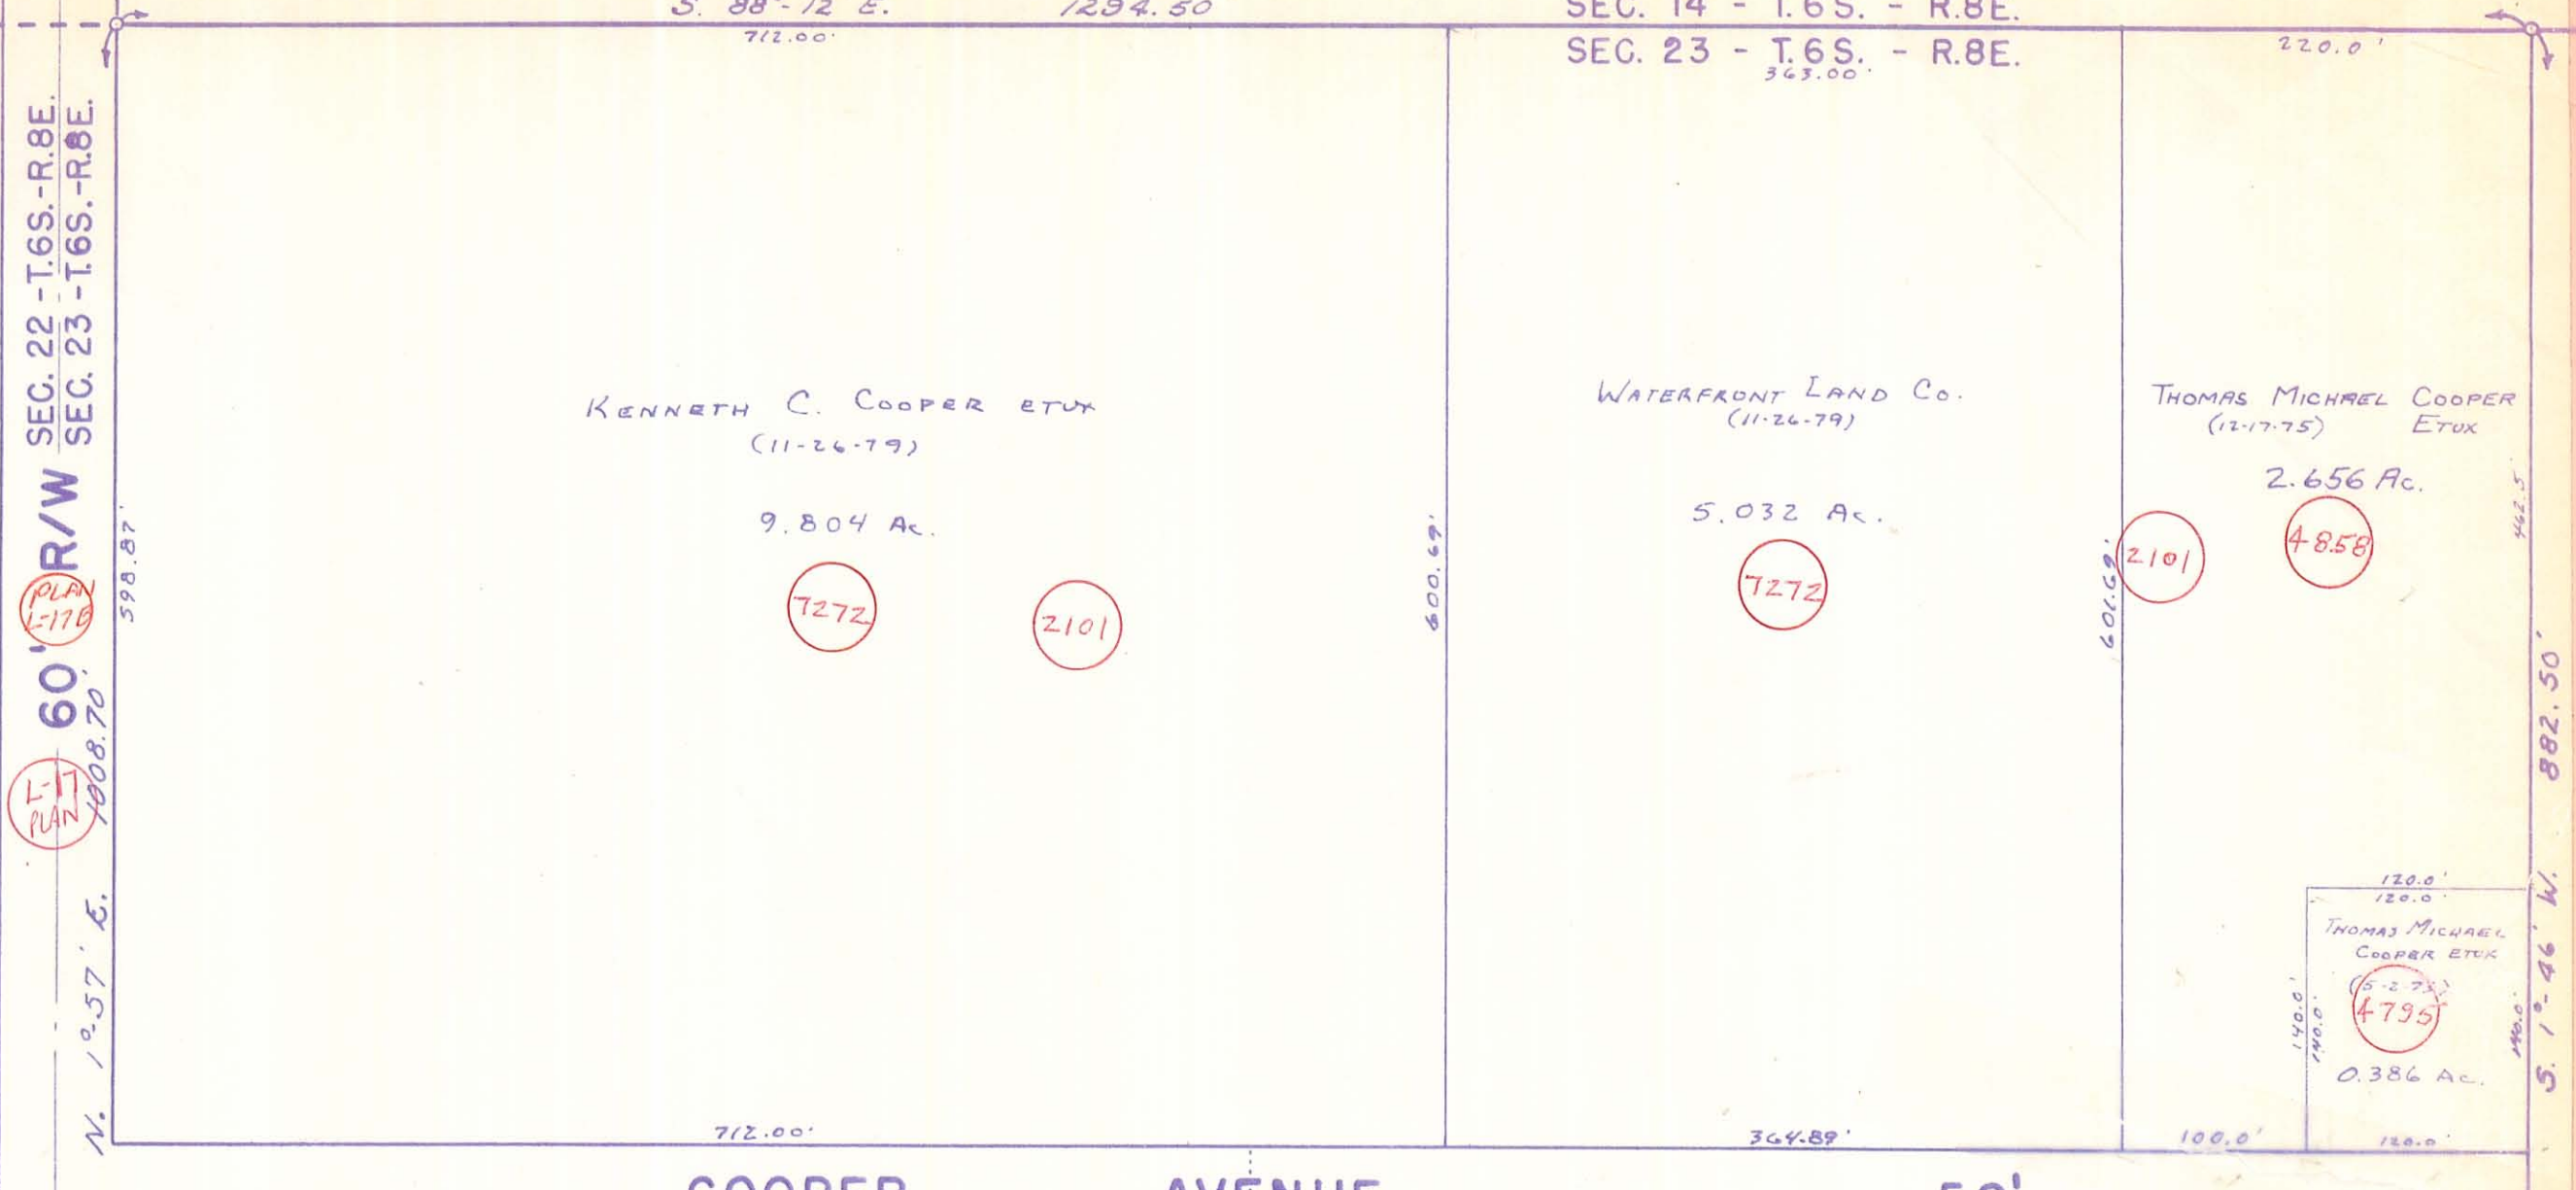 S. 88°-12' E. 1294.50'
SEC. 14 - T.6S. - R.8E.
712.00'
SEC. 23 - T.6S. - R.8E.
363.00'
220.0'
SEC. 22 - T.6S. - R.8E.
SEC. 23 - T.6S. - R.8E.
60' R/W
PLAN
L-17B
L-17
PLAN
N. 1°-57' E. 1008.70'
598.87'
KENNETH C. COOPER ETUX
(11-26-79)
9.804 Ac.
7272
2101
600.69'
WATERFRONT LAND CO.
(11-26-79)
5.032 Ac.
7272
601.69'
THOMAS MICHAEL COOPER
(12-17-75) ETUX
2.656 Ac.
2101
4858
462.5
882.50'
S. 1°-46' W.
120.0'
120.0'
THOMAS MICHAEL
COOPER ETUX
4795
0.386 Ac.
140.0'
140.0'
140.0'
712.00'
364.89'
100.0'
120.0'
COOPER AVENUE 50'